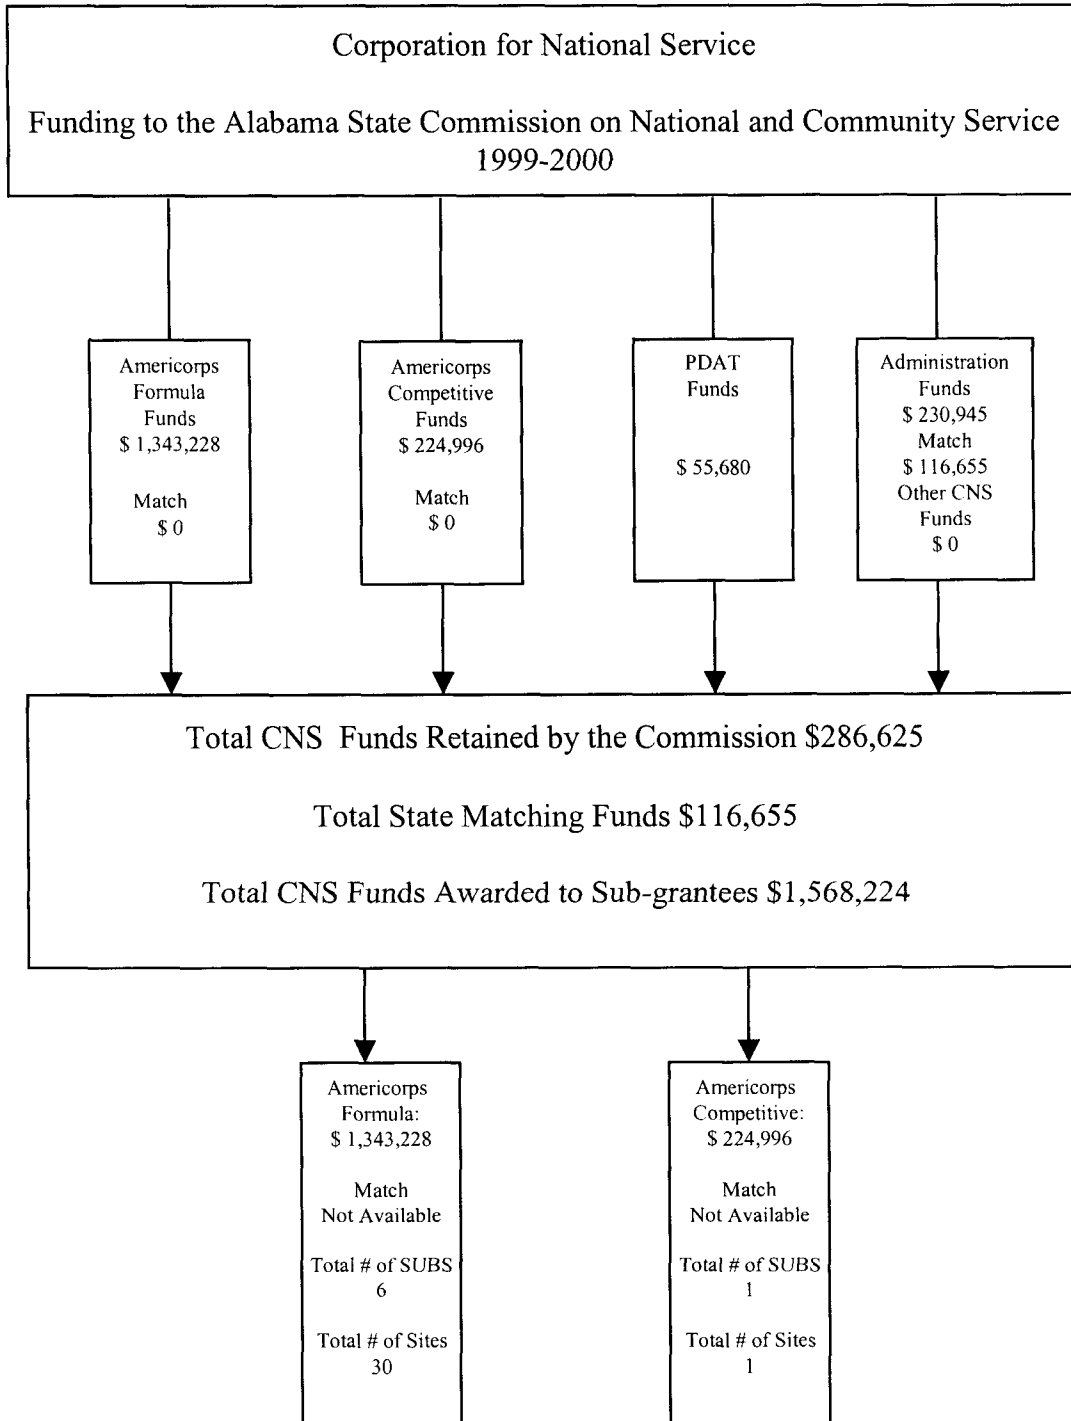 Corporation for National Service
Funding to the Alabama State Commission on National and Community Service
1999-2000
Americorps
Formula
Funds
$ 1,343,228
Match
$ 0
Americorps
Competitive
Funds
$ 224,996
Match
$ 0
PDAT
Funds
$ 55,680
Administration
Funds
$ 230,945
Match
$ 116,655
Other CNS
Funds
$ 0
Total CNS Funds Retained by the Commission $286,625
Total State Matching Funds $116,655
Total CNS Funds Awarded to Sub-grantees $1,568,224
Americorps
Formula:
$ 1,343,228
Match
Not Available
Total # of SUBS
6
Total # of Sites
30
Americorps
Competitive:
$ 224,996
Match
Not Available
Total # of SUBS
1
Total # of Sites
1